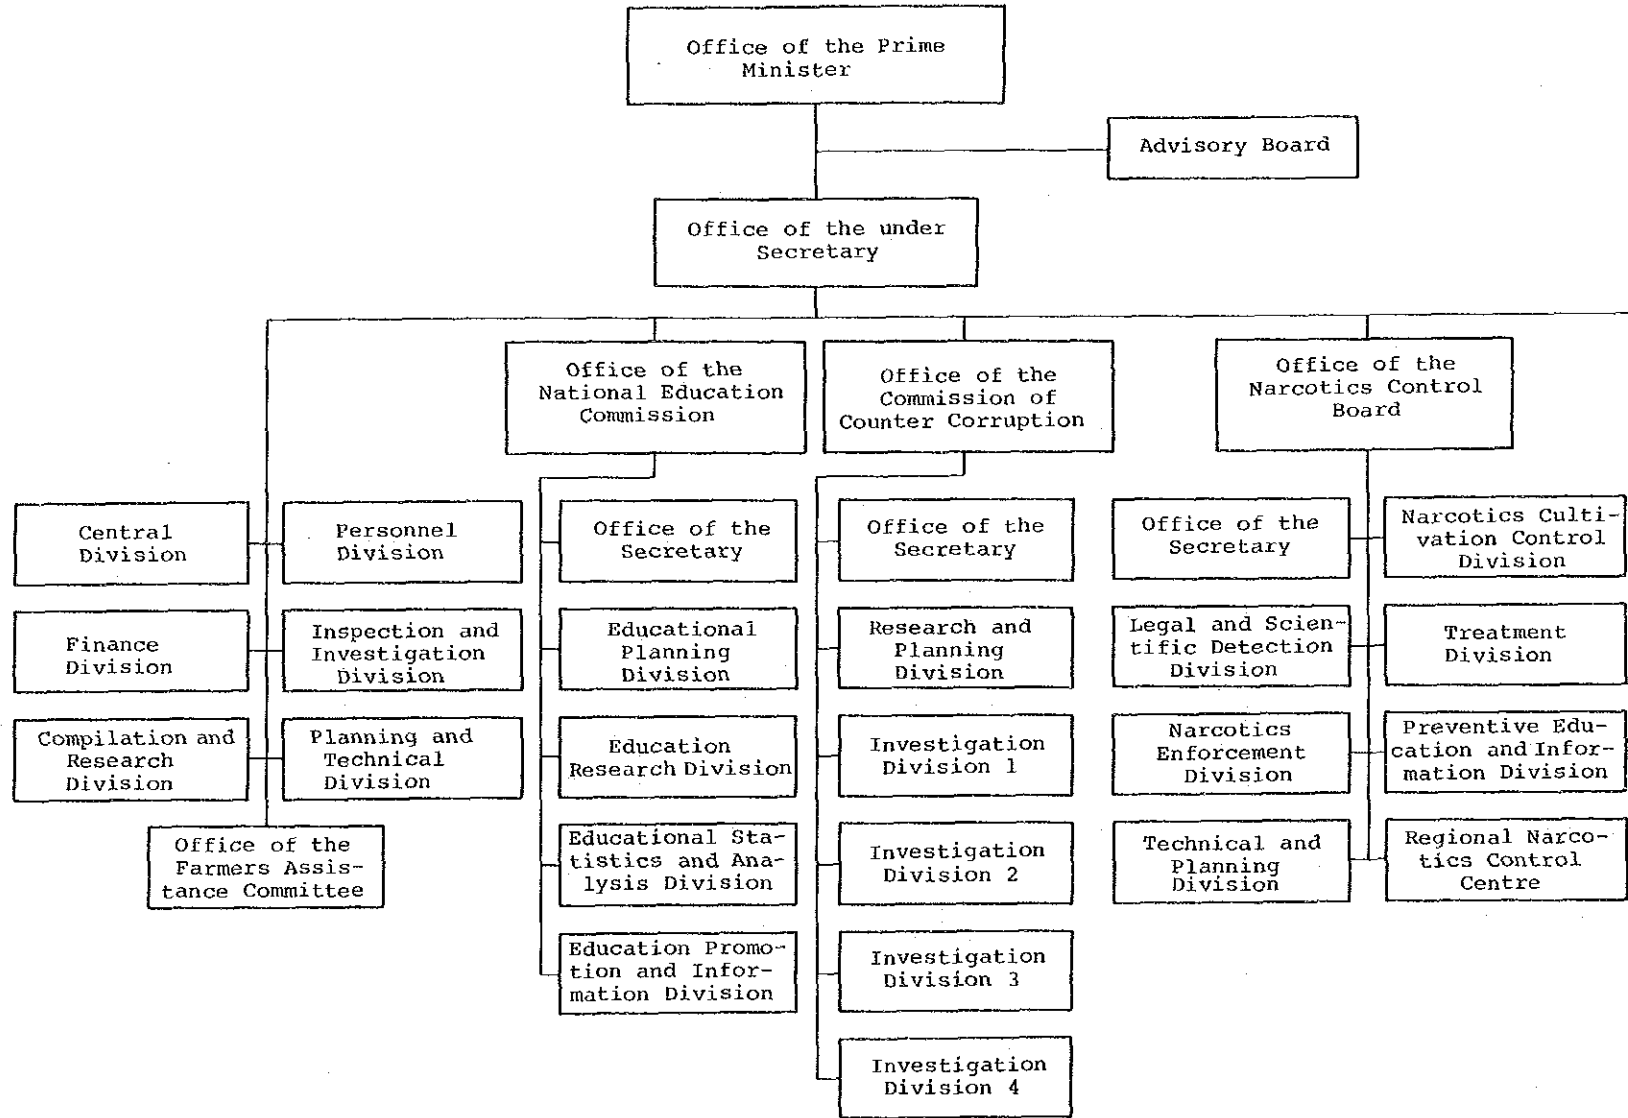 Office of the Prime
Minister
Advisory Board
Office of the under
Secretary
Office of the
National Education
Commission
Office of the
Commission of
Counter Corruption
Office of the
Narcotics Control
Board
Central
Division
Personnel
Division
Finance
Division
Inspection and
Investigation
Division
Compilation and
Research
Division
Planning and
Technical
Division
Office of the
Farmers Assis-
tance Committee
Office of the
Secretary
Educational
Planning
Division
Education
Research Division
Educational Sta-
tistics and Ana-
lysis Division
Education Promo-
tion and Infor-
mation Division
Office of the
Secretary
Research and
Planning
Division
Investigation
Division 1
Investigation
Division 2
Investigation
Division 3
Investigation
Division 4
Office of the
Secretary
Narcotics Culti-
vation Control
Division
Legal and Scien-
tific Detection
Division
Treatment
Division
Narcotics
Enforcement
Division
Preventive Edu-
cation and Infor-
mation Division
Technical and
Planning
Division
Regional Narco-
tics Control
Centre